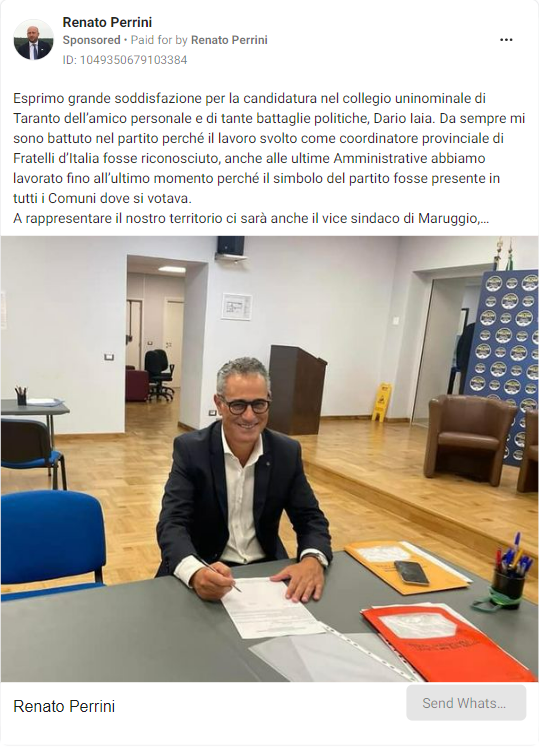 Renato Perrini
Sponsored • Paid for by Renato Perrini
ID: 1049350679103384
Esprimo grande soddisfazione per la candidatura nel collegio uninominale di
Taranto dell'amico personale e di tante battaglie politiche, Dario Iaia. Da sempre mi
sono battuto nel partito perché il lavoro svolto come coordinatore provinciale di
Fratelli d'Italia fosse riconosciuto, anche alle ultime Amministrative abbiamo
lavorato fino all'ultimo momento perché il simbolo del partito fosse presente in
tutti i Comuni dove si votava.
A rappresentare il nostro territorio ci sarà anche il vice sindaco di Maruggio,...
Renato Perrini
Send Whats...